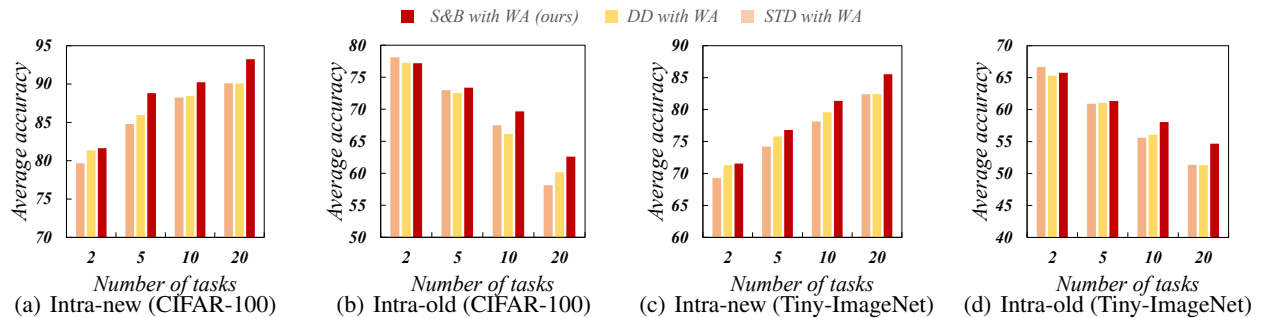 S&B with WA (ours) DD with WA STD with WA
Average accuracy
95
90
85
80
75
70
2 5 10 20
Number of tasks
(a) Intra-new (CIFAR-100)
Average accuracy
80
75
70
65
60
55
50
2 5 10 20
Number of tasks
(b) Intra-old (CIFAR-100)
Average accuracy
90
85
80
75
70
65
60
2 5 10 20
Number of tasks
(c) Intra-new (Tiny-ImageNet)
Average accuracy
70
65
60
55
50
45
40
2 5 10 20
Number of tasks
(d) Intra-old (Tiny-ImageNet)